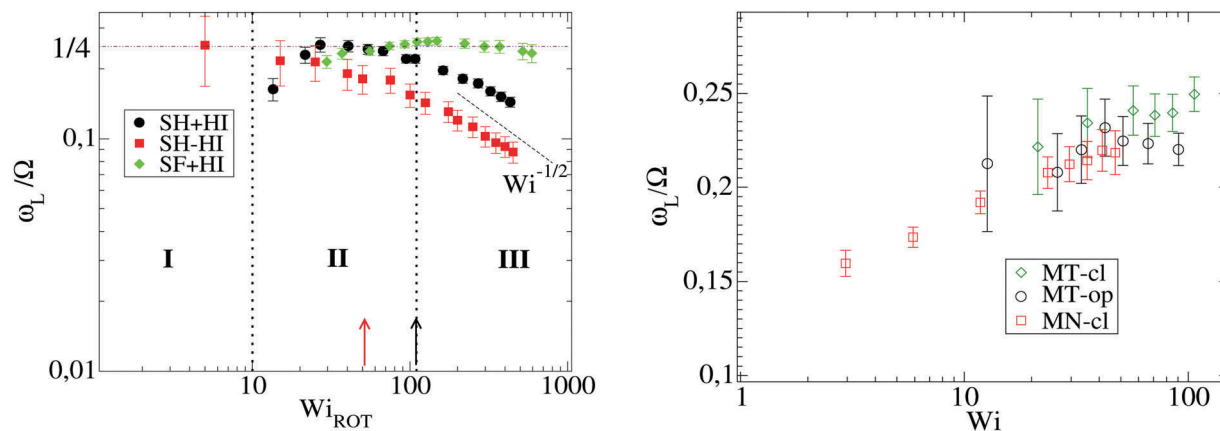 1/4
0,1
0,01
ω_L/Ω
SH+HI
SH-HI
SF+HI
Wi^-1/2
I
II
III
1
10
100
1000
Wi_ROT
0,25
0,2
0,15
0,1
ω_L/Ω
MT-cl
MT-op
MN-cl
1
10
100
Wi